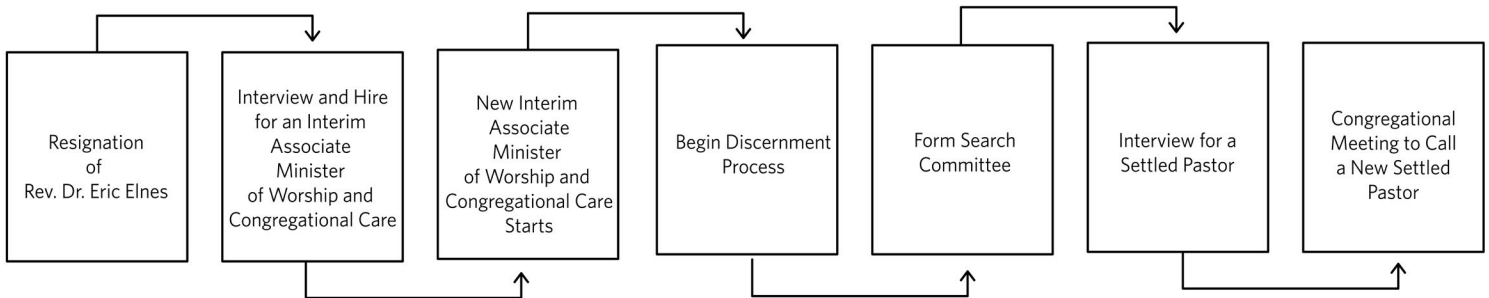 Resignation
of
Rev. Dr. Eric Elnes
Interview and Hire
for an Interim
Associate
Minister
of Worship and
Congregational Care
New Interim
Associate
Minister
of Worship and
Congregational Care
Starts
Begin Discernment
Process
Form Search
Committee
Interview for a
Settled Pastor
Congregational
Meeting to Call
a New Settled
Pastor